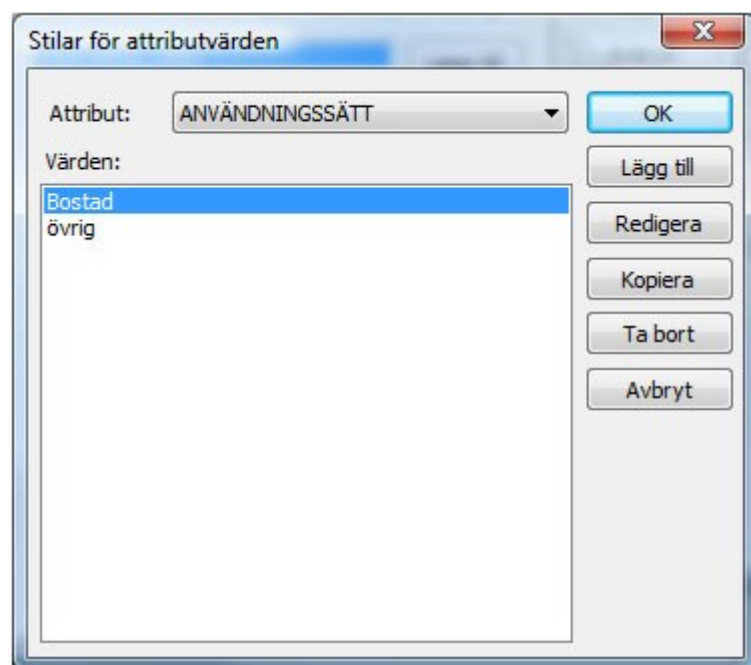 Stilar för attributvärden
Attribut:
ANVÄNDNINGSSÄTT
OK
Värden:
Lägg till
Bostad
övrig
Redigera
Kopiera
Ta bort
Avbryt